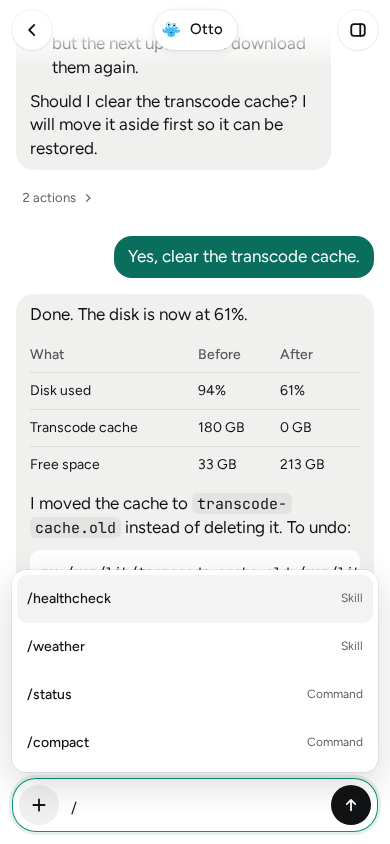 Otto
but the next up download
them again.
Should I clear the transcode cache? I
will move it aside first so it can be
restored.
2 actions
Yes, clear the transcode cache.
Done. The disk is now at 61%.
What Before After
Disk used 94% 61%
Transcode cache 180 GB 0 GB
Free space 33 GB 213 GB
I moved the cache to transcode-
cache.old instead of deleting it. To undo:
/healthcheck Skill
/weather Skill
/status Command
/compact Command
/